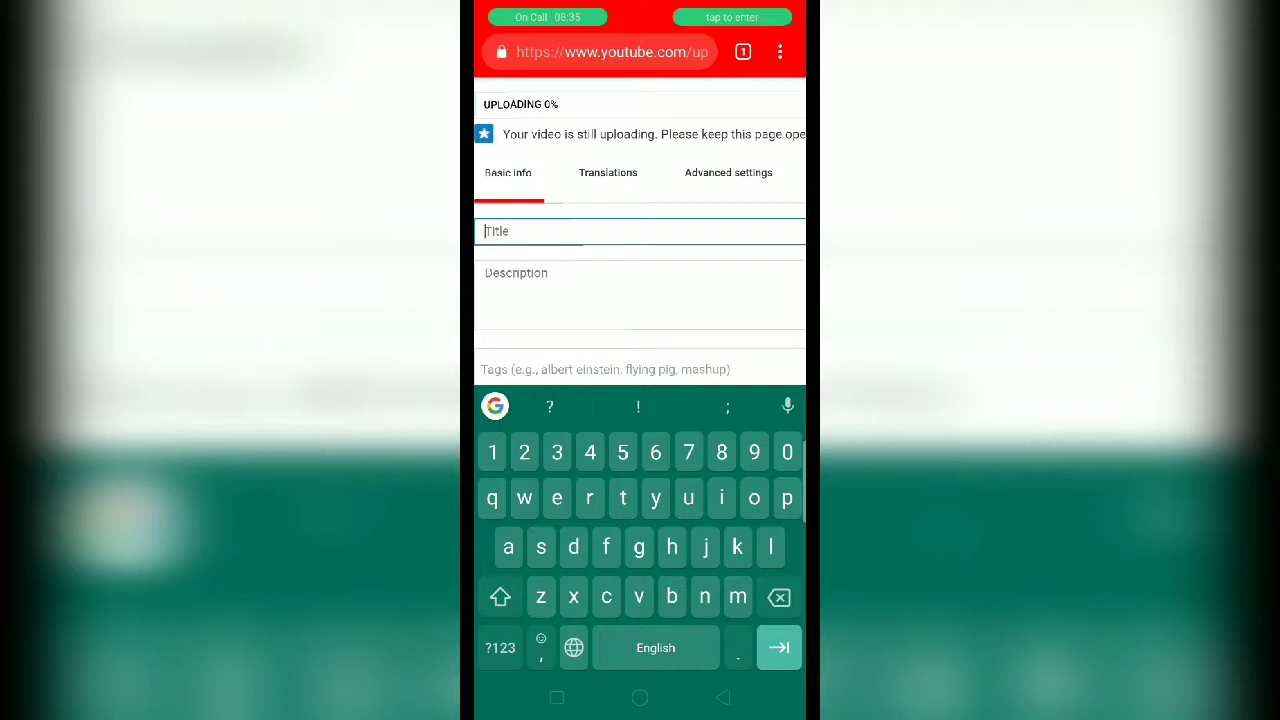 On Call 08:35 tap to enter
https://www.youtube.com/up 1
UPLOADING 0%
Your video is still uploading. Please keep this page ope
Basic info Translations Advanced settings
Title
Description
Tags (e.g., albert einstein, flying pig, mashup)
G ? ! ;
1 2 3 4 5 6 7 8 9 0
q w e r t y u i o p
a s d f g h j k l
z x c v b n m
?123 , English .